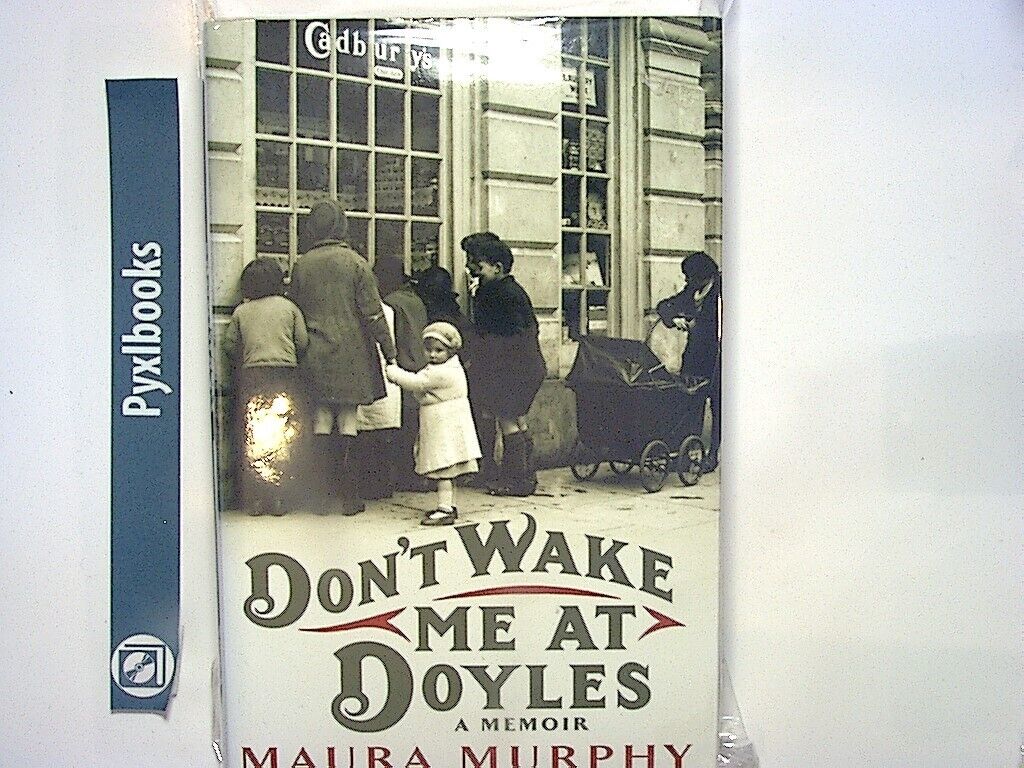 Pyxlbooks
Cadbury's
DON'T WAKE
ME AT
DOYLES
A MEMOIR
MAURA MURPHY